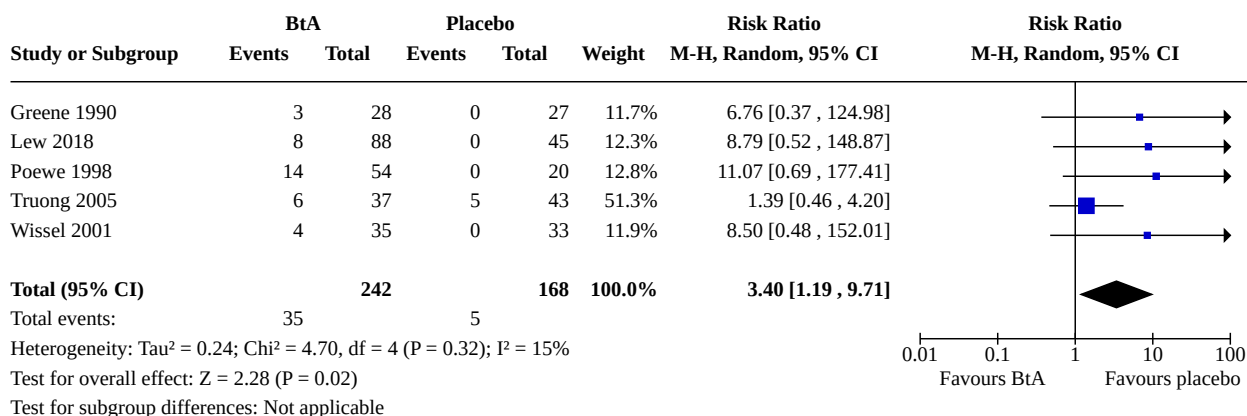 BtA Placebo Risk Ratio Risk Ratio
Study or Subgroup Events Total Events Total Weight M-H, Random, 95% CI M-H, Random, 95% CI
Greene 1990 3 28 0 27 11.7% 6.76 [0.37 , 124.98]
Lew 2018 8 88 0 45 12.3% 8.79 [0.52 , 148.87]
Poewe 1998 14 54 0 20 12.8% 11.07 [0.69 , 177.41]
Truong 2005 6 37 5 43 51.3% 1.39 [0.46 , 4.20]
Wissel 2001 4 35 0 33 11.9% 8.50 [0.48 , 152.01]
Total (95% CI) 242 168 100.0% 3.40 [1.19 , 9.71]
Total events: 35 5
Heterogeneity: Tau² = 0.24; Chi² = 4.70, df = 4 (P = 0.32); I² = 15%
0.01 0.1 1 10 100
Test for overall effect: Z = 2.28 (P = 0.02) Favours BtA Favours placebo
Test for subgroup differences: Not applicable